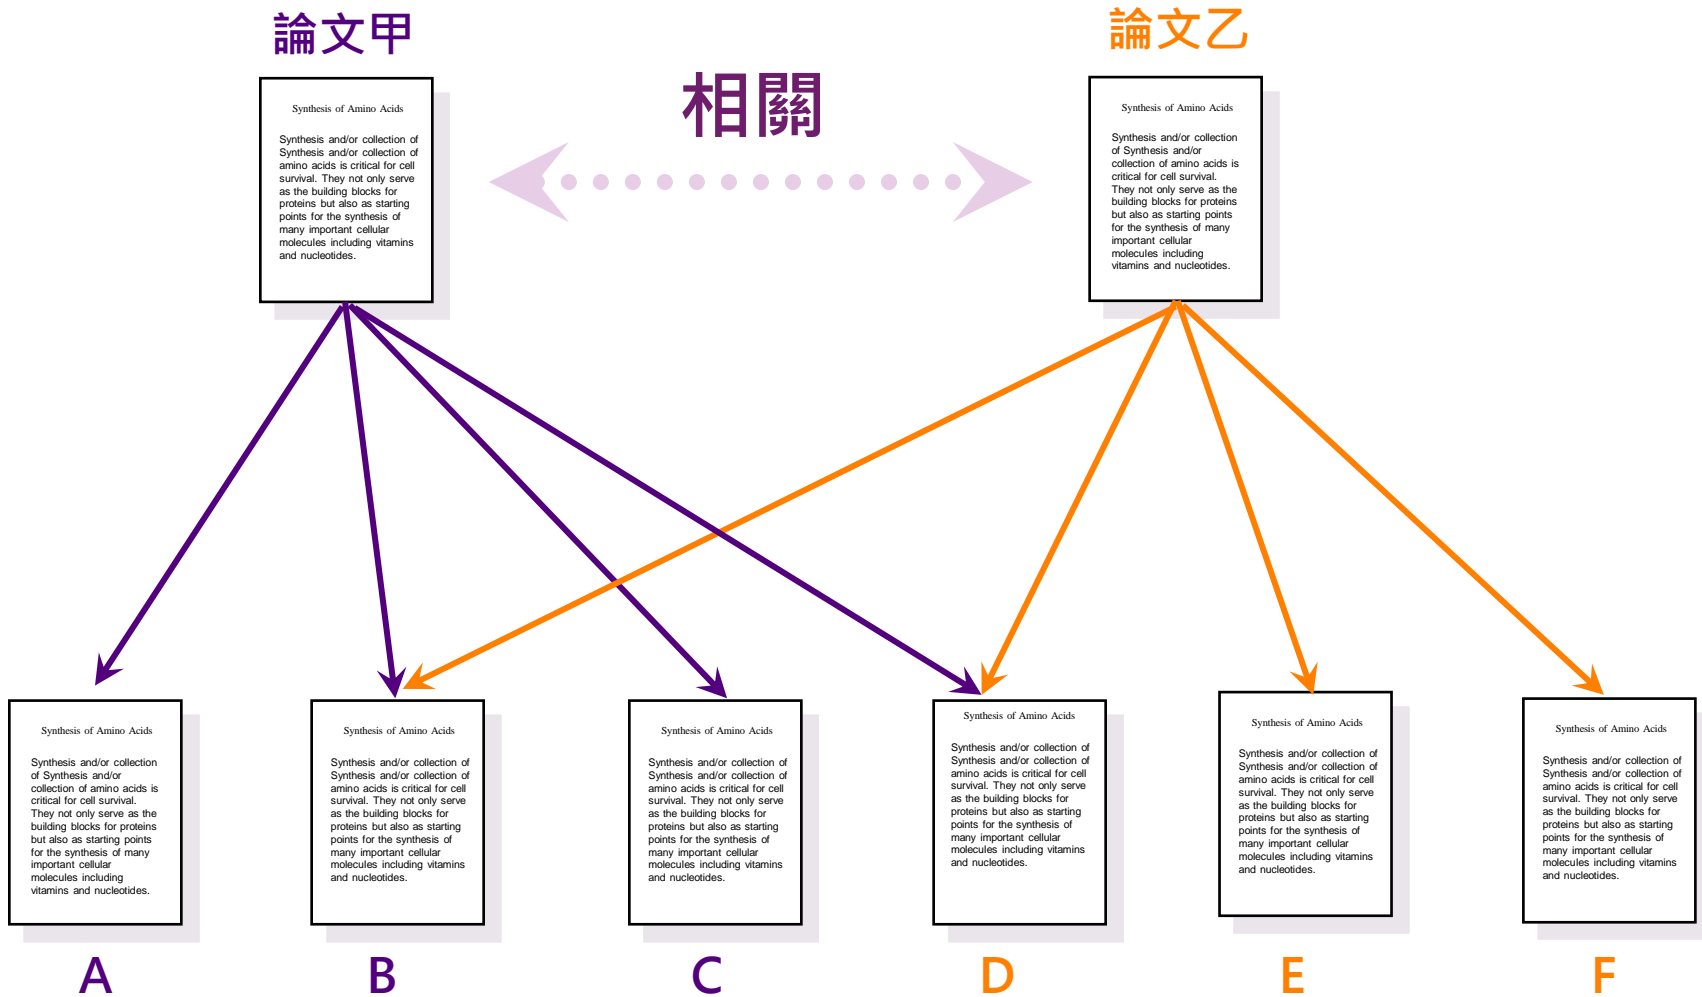 論文甲
論文乙
相關
Synthesis of Amino Acids
Synthesis and/or collection of
Synthesis and/or collection of
amino acids is critical for cell
survival. They not only serve
as the building blocks for
proteins but also as starting
points for the synthesis of
many important cellular
molecules including vitamins
and nucleotides.
Synthesis of Amino Acids
Synthesis and/or collection
of Synthesis and/or
collection of amino acids is
critical for cell survival.
They not only serve as the
building blocks for proteins
but also as starting points
for the synthesis of many
important cellular
molecules including
vitamins and nucleotides.
Synthesis of Amino Acids
Synthesis and/or collection
of Synthesis and/or
collection of amino acids is
critical for cell survival.
They not only serve as the
building blocks for proteins
but also as starting points
for the synthesis of many
important cellular
molecules including
vitamins and nucleotides.
Synthesis of Amino Acids
Synthesis and/or collection of
Synthesis and/or collection of
amino acids is critical for cell
survival. They not only serve
as the building blocks for
proteins but also as starting
points for the synthesis of
many important cellular
molecules including vitamins
and nucleotides.
Synthesis of Amino Acids
Synthesis and/or collection of
Synthesis and/or collection of
amino acids is critical for cell
survival. They not only serve
as the building blocks for
proteins but also as starting
points for the synthesis of
many important cellular
molecules including vitamins
and nucleotides.
Synthesis of Amino Acids
Synthesis and/or collection of
Synthesis and/or collection of
amino acids is critical for cell
survival. They not only serve
as the building blocks for
proteins but also as starting
points for the synthesis of
many important cellular
molecules including vitamins
and nucleotides.
Synthesis of Amino Acids
Synthesis and/or collection of
Synthesis and/or collection of
amino acids is critical for cell
survival. They not only serve
as the building blocks for
proteins but also as starting
points for the synthesis of
many important cellular
molecules including vitamins
and nucleotides.
Synthesis of Amino Acids
Synthesis and/or collection of
Synthesis and/or collection of
amino acids is critical for cell
survival. They not only serve
as the building blocks for
proteins but also as starting
points for the synthesis of
many important cellular
molecules including vitamins
and nucleotides.
A
B
C
D
E
F